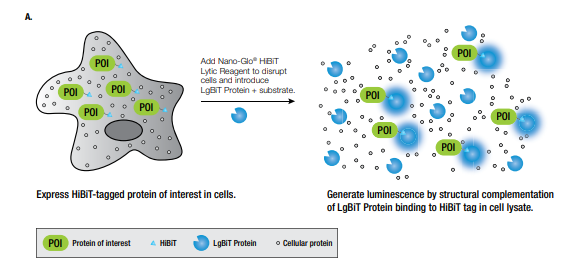 A.
POI
POI
POI
POI
POI
Add Nano-Glo® HiBiT
Lytic Reagent to disrupt
cells and introduce
LgBiT Protein + substrate.
POI
POI
POI
POI
POI
Express HiBiT-tagged protein of interest in cells.
Generate luminescence by structural complementation
of LgBiT Protein binding to HiBiT tag in cell lysate.
POI Protein of interest HiBiT LgBiT Protein Cellular protein